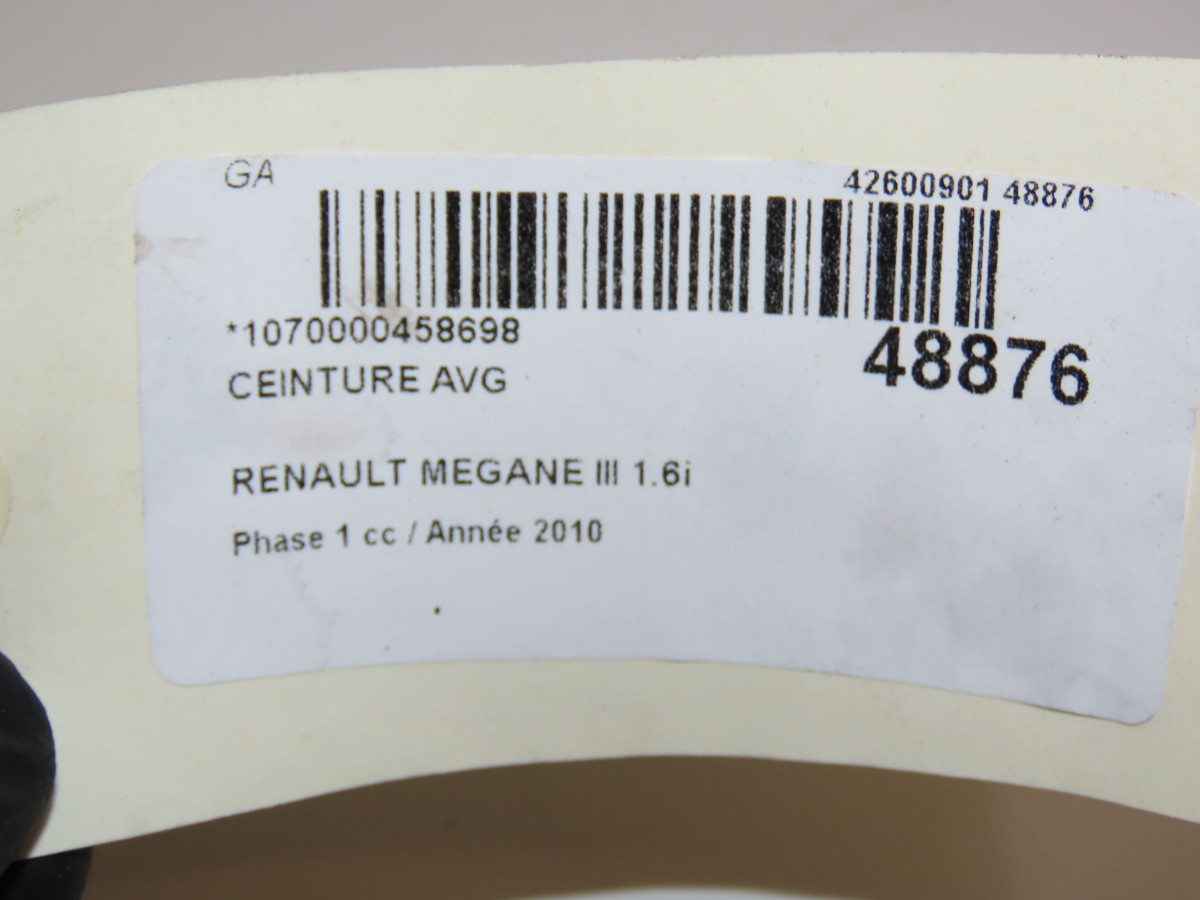 GA
42600901 48876
*1070000458698
48876
CEINTURE AVG
RENAULT MEGANE III 1.6i
Phase 1 cc / Année 2010